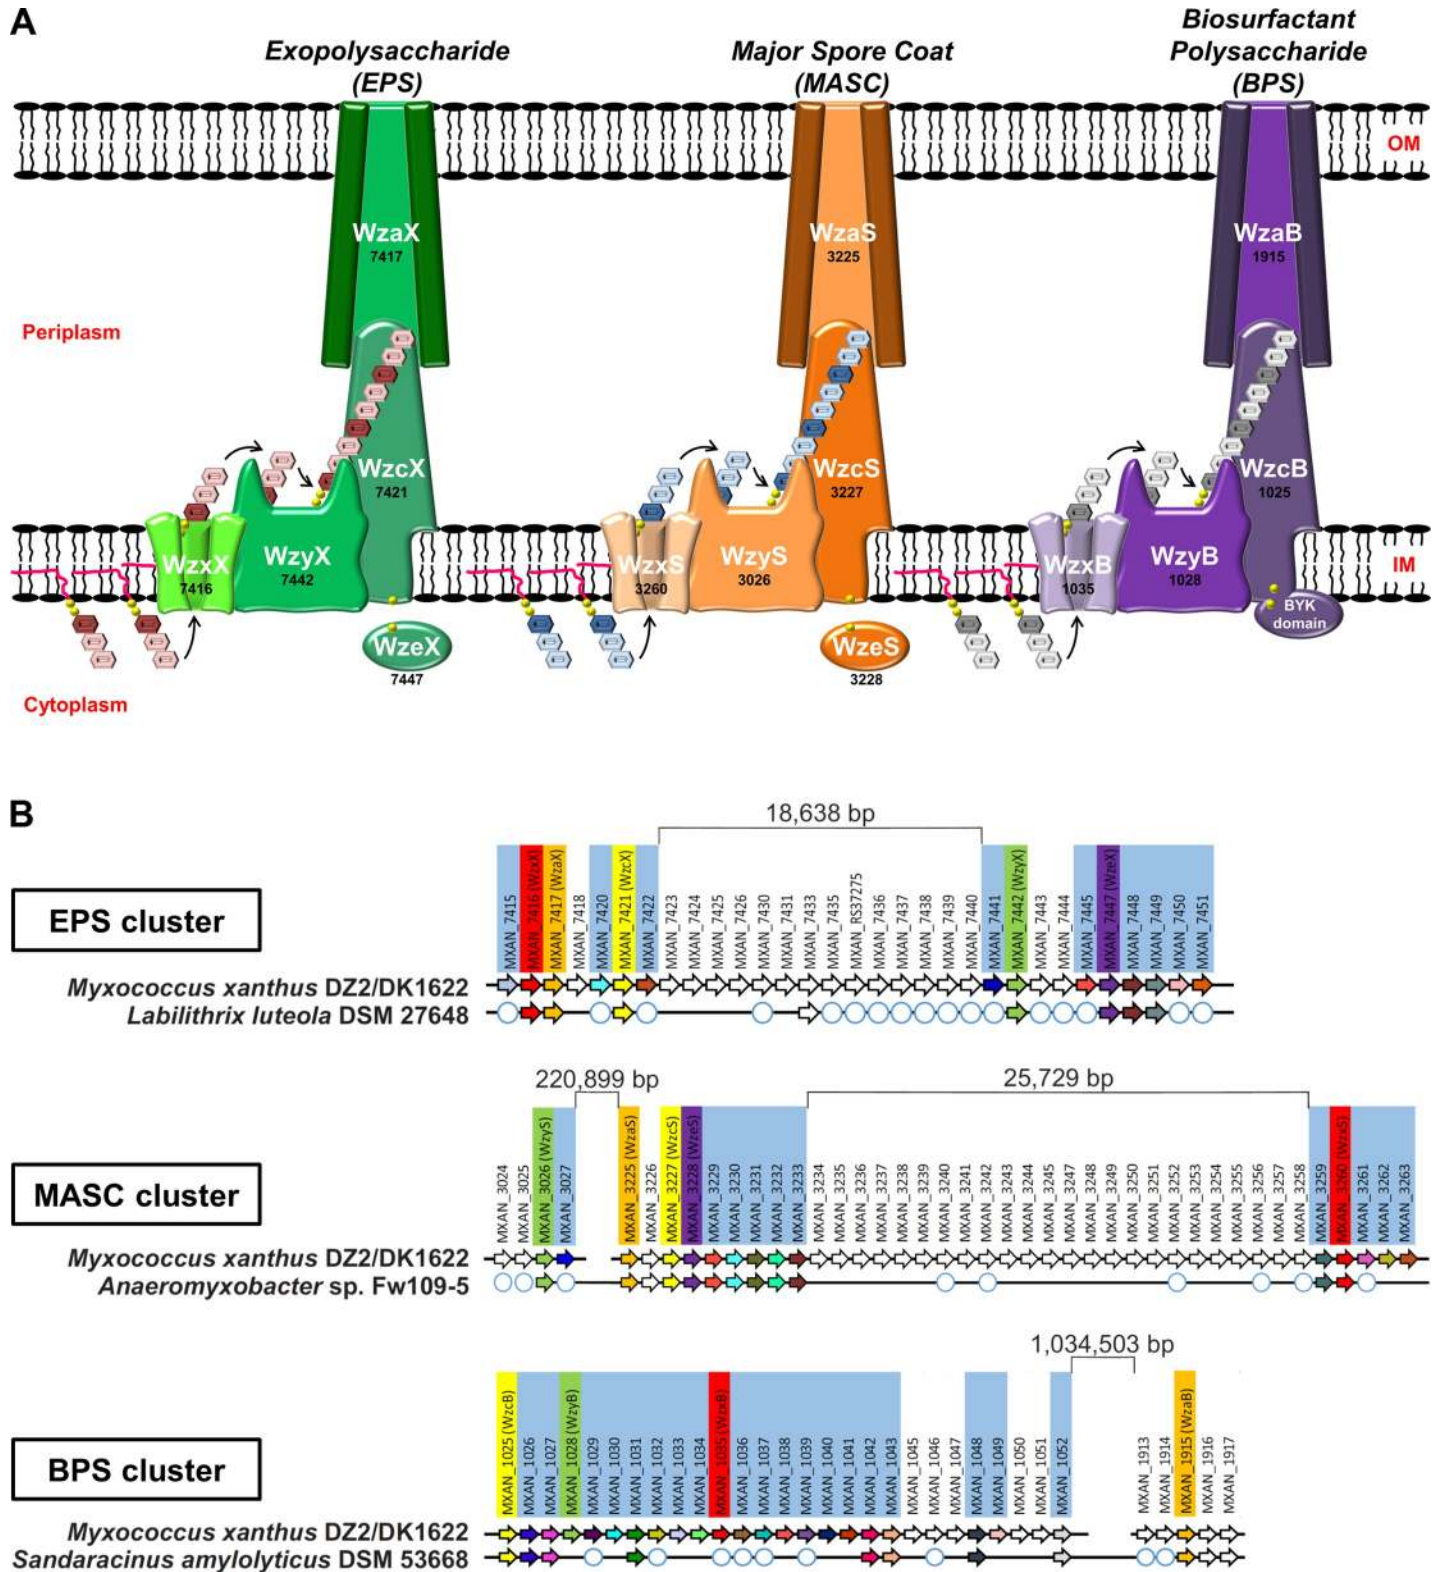 A
Exopolysaccharide
(EPS)
Major Spore Coat
(MASC)
Biosurfactant
Polysaccharide
(BPS)
OM
WzaX
7417
WzaS
3225
WzaB
1915
Periplasm
WzcX
7421
WzcS
3227
WzcB
1025
WzxX
7416
WzyX
7442
WzxS
3260
WzyS
3026
WzxB
1035
WzyB
1028
IM
WzeX
7447
WzeS
3228
BYK
domain
Cytoplasm
B
18,638 bp
EPS cluster
MXAN_7415
MXAN_7416 (WzxX)
MXAN_7417 (WzaX)
MXAN_7418
MXAN_7420
MXAN_7421 (WzcX)
MXAN_7422
MXAN_7423
MXAN_7424
MXAN_7425
MXAN_7426
MXAN_7430
MXAN_7431
MXAN_7433
MXAN_7435
MXAN_RS37275
MXAN_7436
MXAN_7437
MXAN_7438
MXAN_7439
MXAN_7440
MXAN_7441
MXAN_7442 (WzyX)
MXAN_7443
MXAN_7444
MXAN_7445
MXAN_7447 (WzeX)
MXAN_7448
MXAN_7449
MXAN_7450
MXAN_7451
Myxococcus xanthus DZ2/DK1622
Labilithrix luteola DSM 27648
220,899 bp
25,729 bp
MASC cluster
MXAN_3024
MXAN_3025
MXAN_3026 (WzyS)
MXAN_3027
MXAN_3225 (WzaS)
MXAN_3226
MXAN_3227 (WzcS)
MXAN_3228 (WzeS)
MXAN_3229
MXAN_3230
MXAN_3231
MXAN_3232
MXAN_3233
MXAN_3234
MXAN_3235
MXAN_3236
MXAN_3237
MXAN_3238
MXAN_3239
MXAN_3240
MXAN_3241
MXAN_3242
MXAN_3243
MXAN_3244
MXAN_3245
MXAN_3247
MXAN_3248
MXAN_3249
MXAN_3250
MXAN_3251
MXAN_3252
MXAN_3253
MXAN_3254
MXAN_3255
MXAN_3256
MXAN_3257
MXAN_3258
MXAN_3259
MXAN_3260 (WzxS)
MXAN_3261
MXAN_3262
MXAN_3263
Myxococcus xanthus DZ2/DK1622
Anaeromyxobacter sp. Fw109-5
1,034,503 bp
BPS cluster
MXAN_1025 (WzcB)
MXAN_1026
MXAN_1027
MXAN_1028 (WzyB)
MXAN_1029
MXAN_1030
MXAN_1031
MXAN_1032
MXAN_1033
MXAN_1034
MXAN_1035 (WzxB)
MXAN_1036
MXAN_1037
MXAN_1038
MXAN_1039
MXAN_1040
MXAN_1041
MXAN_1042
MXAN_1043
MXAN_1045
MXAN_1046
MXAN_1047
MXAN_1048
MXAN_1049
MXAN_1050
MXAN_1051
MXAN_1052
MXAN_1913
MXAN_1914
MXAN_1915 (WzaB)
MXAN_1916
MXAN_1917
Myxococcus xanthus DZ2/DK1622
Sandaracinus amylolyticus DSM 53668